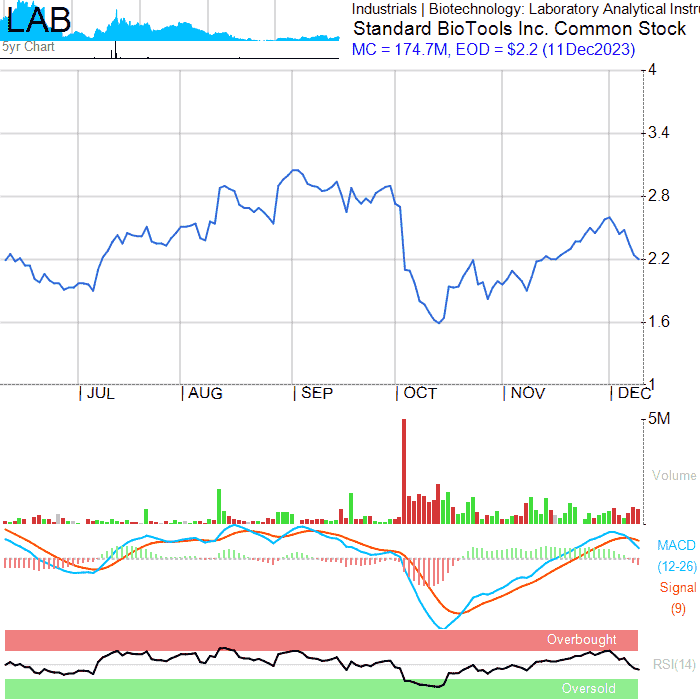 LAB
5yr Chart
Industrials | Biotechnology: Laboratory Analytical Instru
Standard BioTools Inc. Common Stock
MC = 174.7M, EOD = $2.2 (11Dec2023)
4
3.4
2.8
2.2
1.6
1
JUL AUG SEP OCT NOV DEC
5M
Volume
MACD
(12-26)
Signal
(9)
Overbought
RSI(14)
Oversold